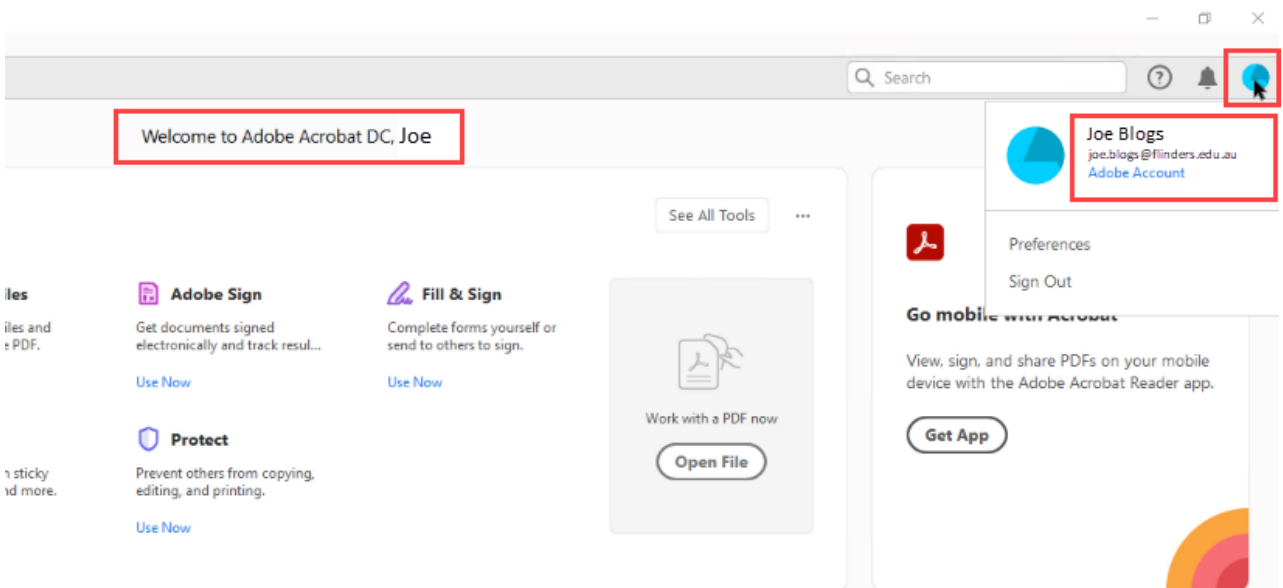 Search
Welcome to Adobe Acrobat DC, Joe
Joe Blogs
joe.blogs@flinders.edu.au
Adobe Account
Preferences
Sign Out
See All Tools
iles
iles and
e PDF.
Adobe Sign
Get documents signed
electronically and track resul...
Use Now
Fill & Sign
Complete forms yourself or
send to others to sign.
Use Now
n sticky
nd more.
Protect
Prevent others from copying,
editing, and printing.
Use Now
Work with a PDF now
Open File
Go mobile with Acrobat
View, sign, and share PDFs on your mobile
device with the Adobe Acrobat Reader app.
Get App